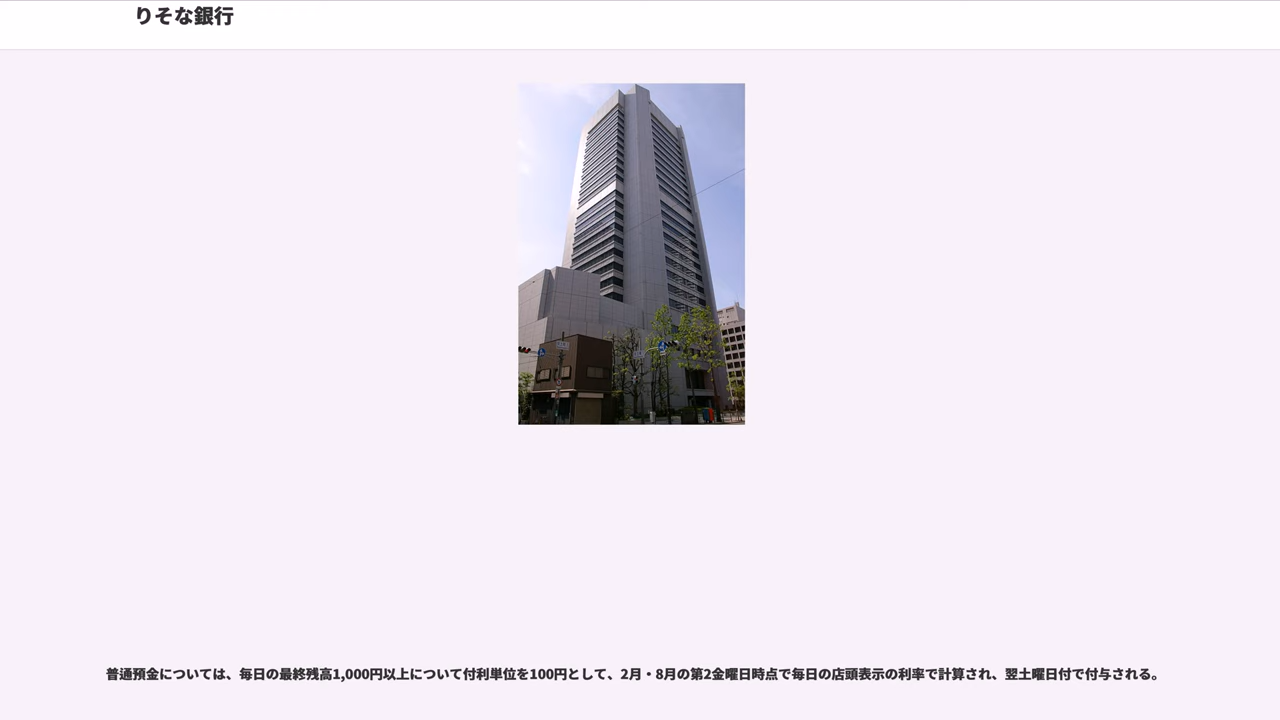 りそな銀行
普通預金については、毎日の最終残高1,000円以上について付利単位を100円として、2月・8月の第2金曜日時点で毎日の店頭表示の利率で計算され、翌土曜日付で付与される。